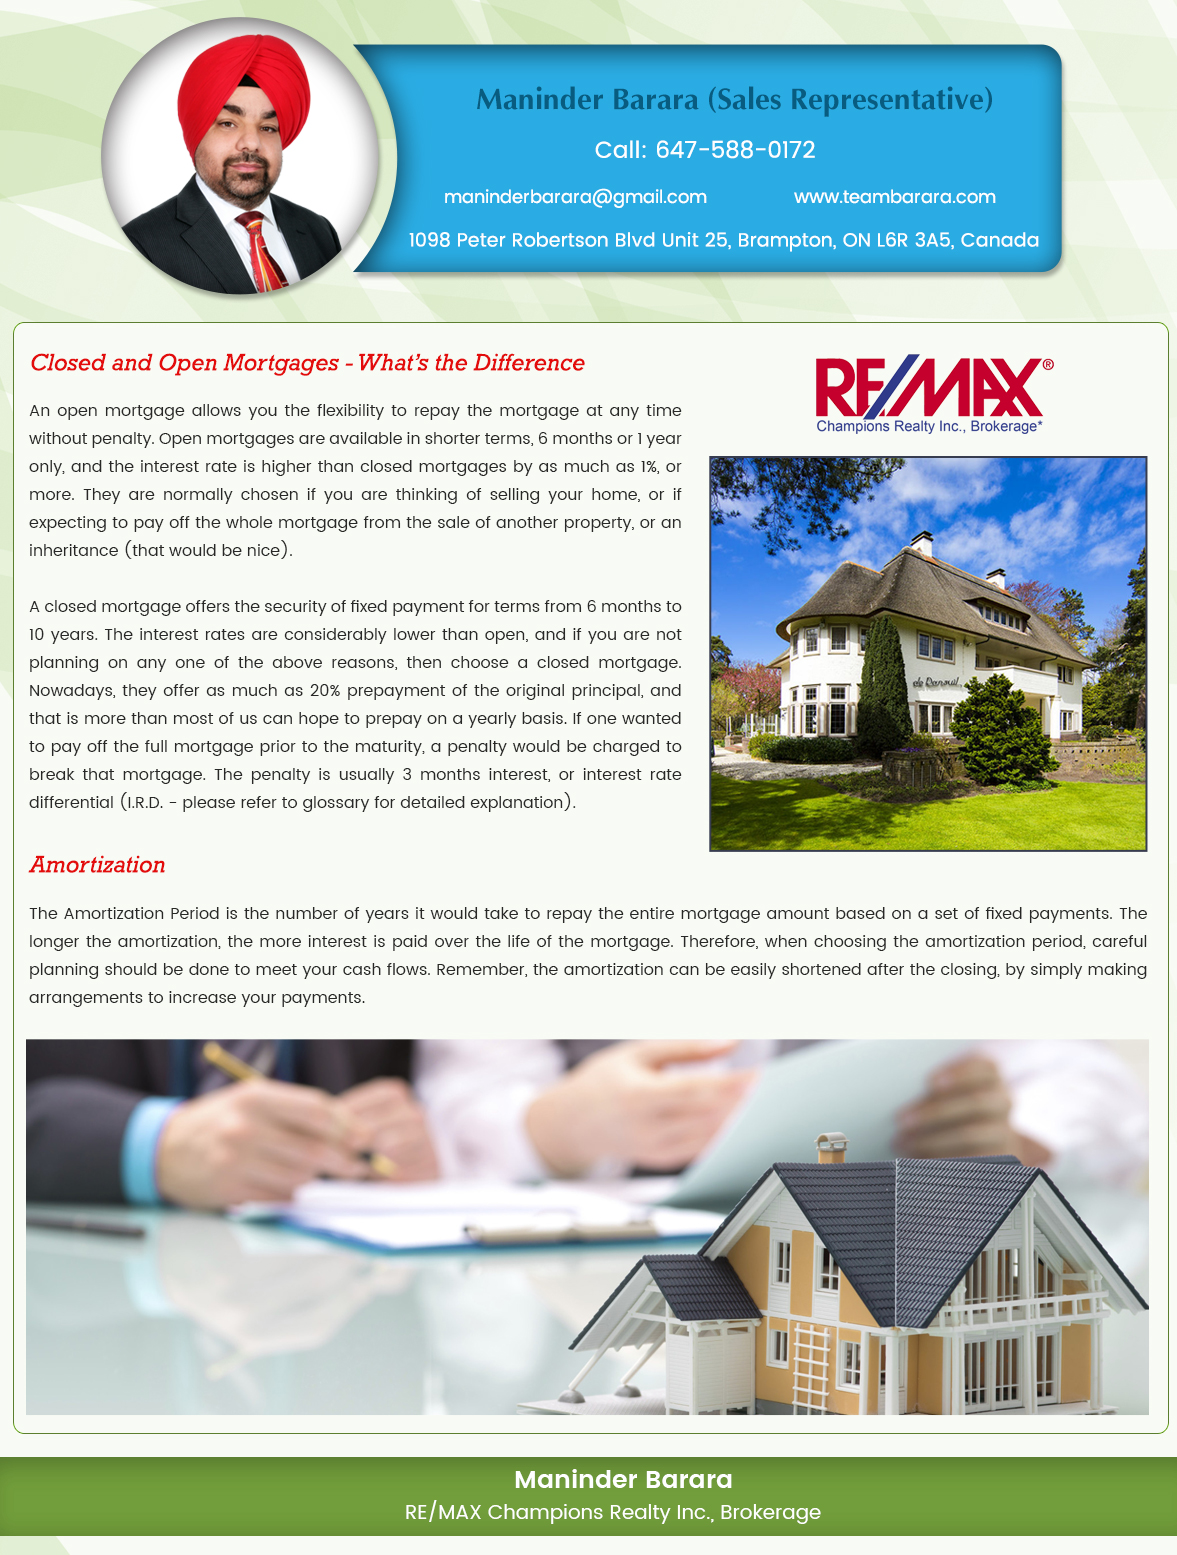 Maninder Barara (Sales Representative)
Call: 647-588-0172
maninderbarara@gmail.com www.teambarara.com
1098 Peter Robertson Blvd Unit 25, Brampton, ON L6R 3A5, Canada
Closed and Open Mortgages - What's the Difference
An open mortgage allows you the flexibility to repay the mortgage at any time
without penalty. Open mortgages are available in shorter terms, 6 months or 1 year
only, and the interest rate is higher than closed mortgages by as much as 1%, or
more. They are normally chosen if you are thinking of selling your home, or if
expecting to pay off the whole mortgage from the sale of another property, or an
inheritance (that would be nice).
A closed mortgage offers the security of fixed payment for terms from 6 months to
10 years. The interest rates are considerably lower than open, and if you are not
planning on any one of the above reasons, then choose a closed mortgage.
Nowadays, they offer as much as 20% prepayment of the original principal, and
that is more than most of us can hope to prepay on a yearly basis. If one wanted
to pay off the full mortgage prior to the maturity, a penalty would be charged to
break that mortgage. The penalty is usually 3 months interest, or interest rate
differential (I.R.D. - please refer to glossary for detailed explanation).
RE/MAX®
Champions Realty Inc., Brokerage*
Amortization
The Amortization Period is the number of years it would take to repay the entire mortgage amount based on a set of fixed payments. The
longer the amortization, the more interest is paid over the life of the mortgage. Therefore, when choosing the amortization period, careful
planning should be done to meet your cash flows. Remember, the amortization can be easily shortened after the closing, by simply making
arrangements to increase your payments.
Maninder Barara
RE/MAX Champions Realty Inc., Brokerage